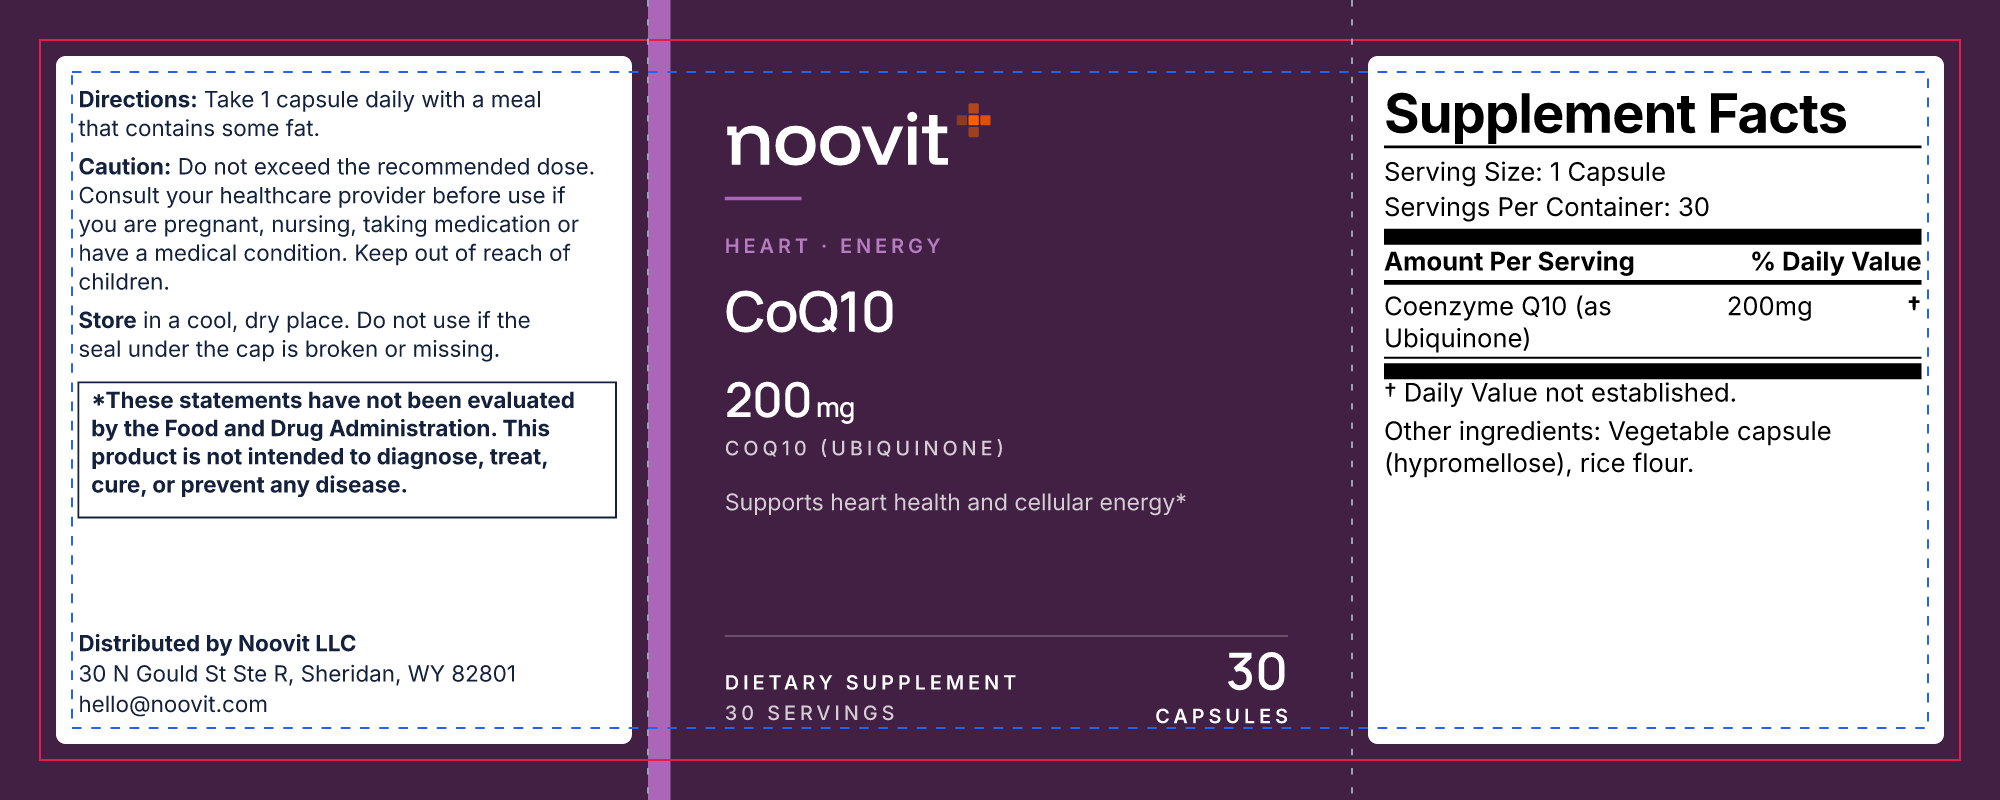 Directions: Take 1 capsule daily with a meal
that contains some fat.
Caution: Do not exceed the recommended dose.
Consult your healthcare provider before use if
you are pregnant, nursing, taking medication or
have a medical condition. Keep out of reach of
children.
Store in a cool, dry place. Do not use if the
seal under the cap is broken or missing.
*These statements have not been evaluated
by the Food and Drug Administration. This
product is not intended to diagnose, treat,
cure, or prevent any disease.
Distributed by Noovit LLC
30 N Gould St Ste R, Sheridan, WY 82801
hello@noovit.com
noovit
HEART · ENERGY
CoQ10
200 mg
COQ10 (UBIQUINONE)
Supports heart health and cellular energy*
DIETARY SUPPLEMENT
30 SERVINGS
30
CAPSULES
Supplement Facts
Serving Size: 1 Capsule
Servings Per Container: 30
Amount Per Serving % Daily Value
Coenzyme Q10 (as 200mg †
Ubiquinone)
† Daily Value not established.
Other ingredients: Vegetable capsule
(hypromellose), rice flour.